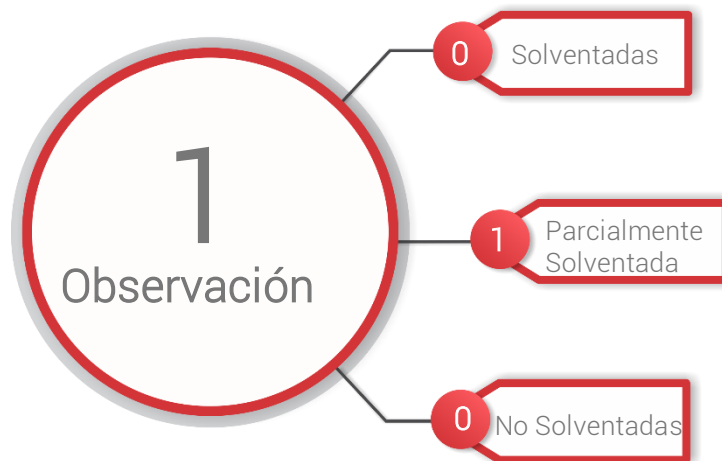 1
Observación
0
Solventadas
1
Parcialmente
Solventada
0
No Solventadas